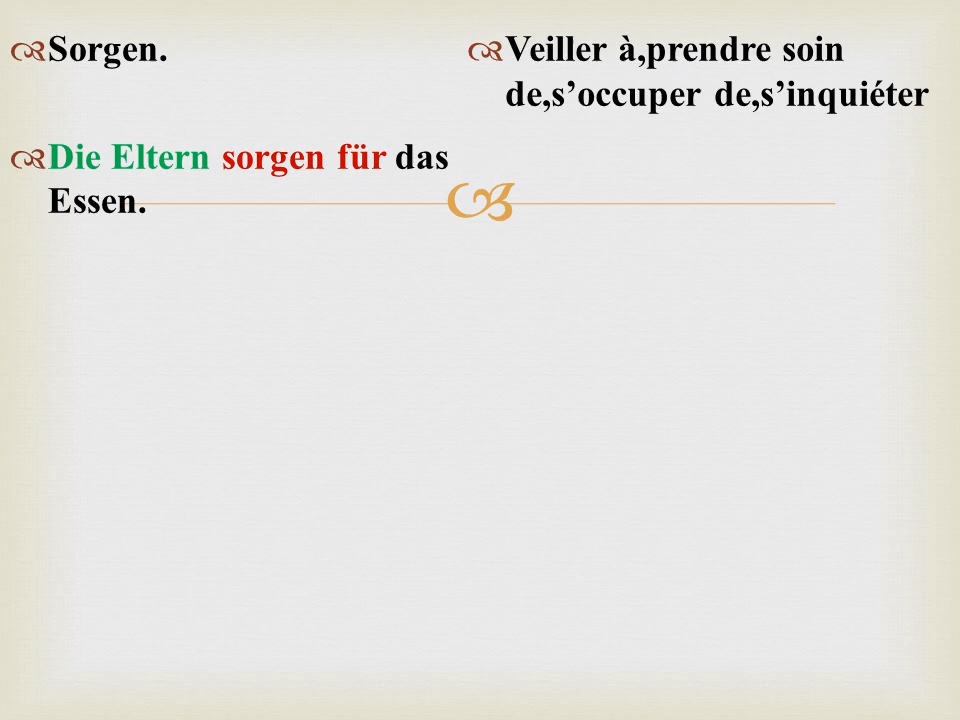 Sorgen.
Die Eltern sorgen für das
Essen.
Veiller à,prendre soin
de,s’occuper de,s’inquiéter